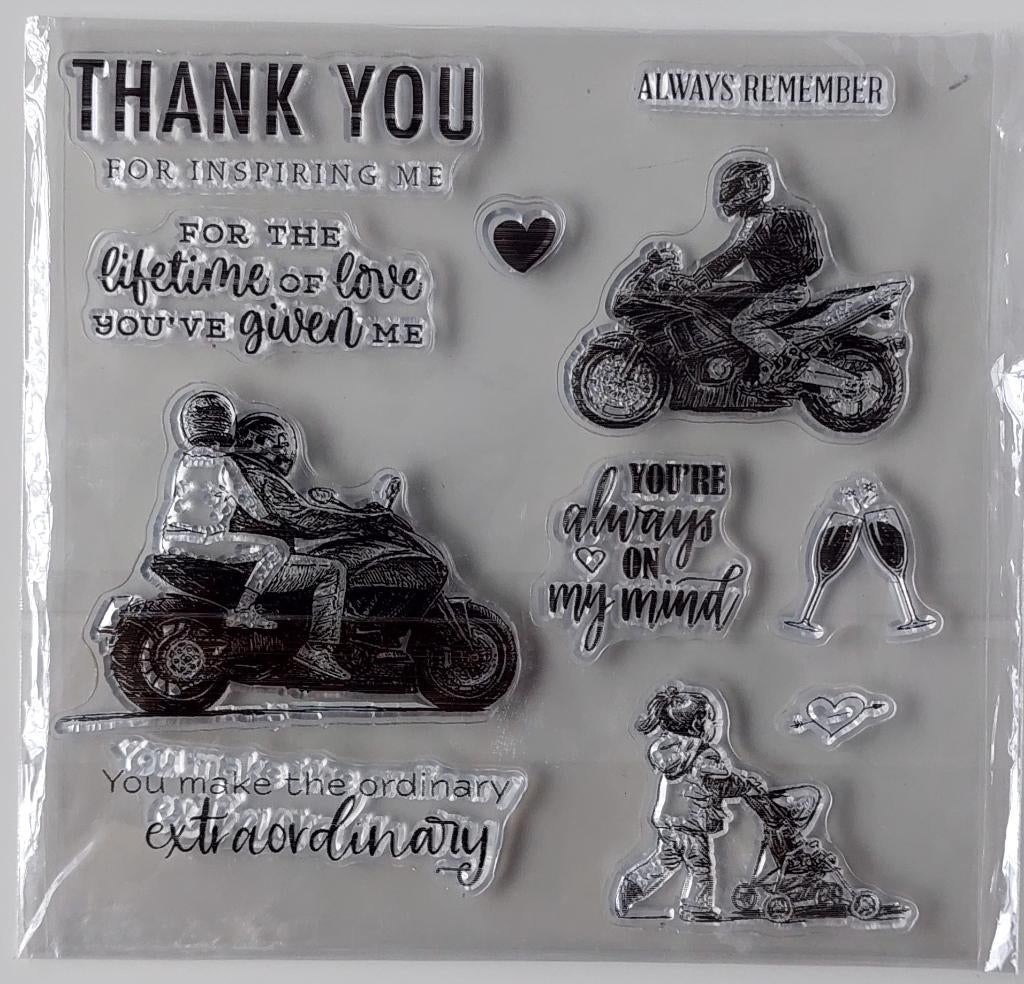 THANK YOU
FOR INSPIRING ME
ALWAYS REMEMBER
FOR THE
lifetime OF love
YOU'VE given ME
YOU'RE
always
ON
my mind
You make the ordinary
extraordinary